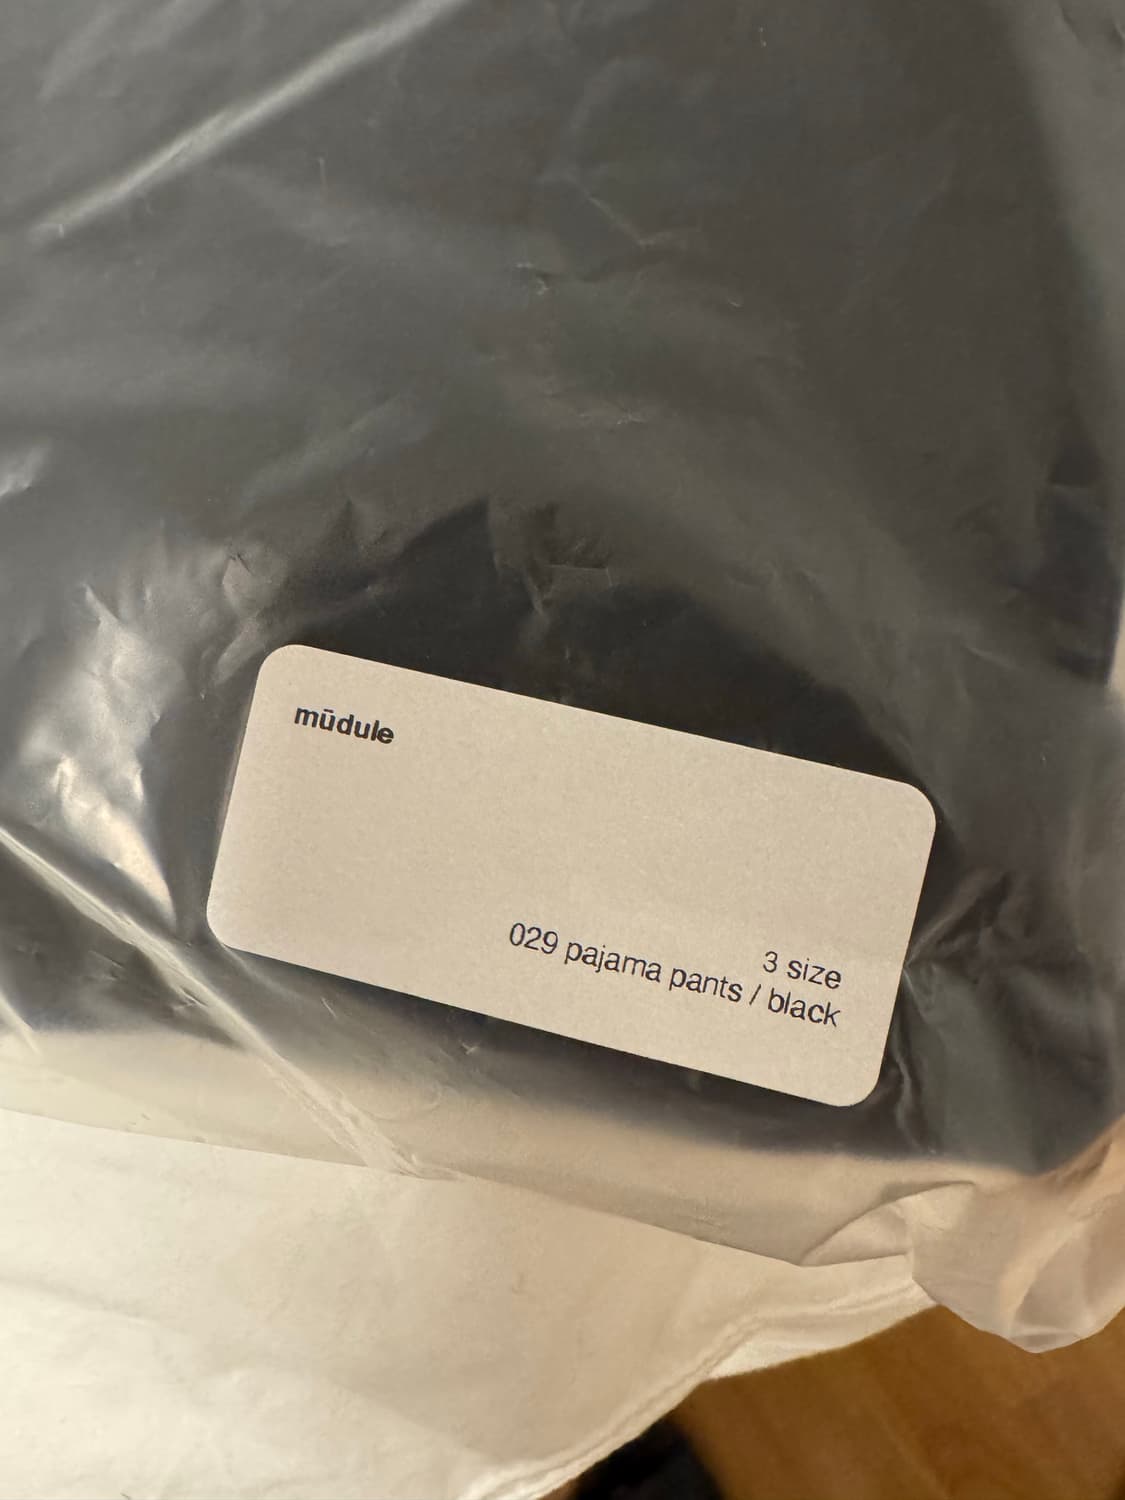 mūdule
3 size
029 pajama pants / black